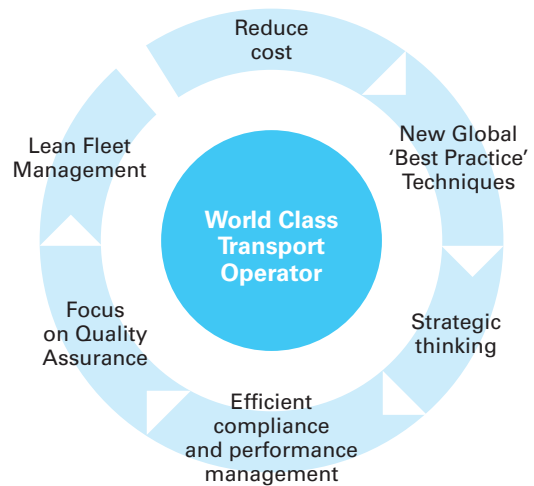 Reduce
cost
New Global
‘Best Practice’
Techniques
Strategic
thinking
Efficient
compliance
and performance
management
Focus
on Quality
Assurance
Lean Fleet
Management
World Class
Transport
Operator